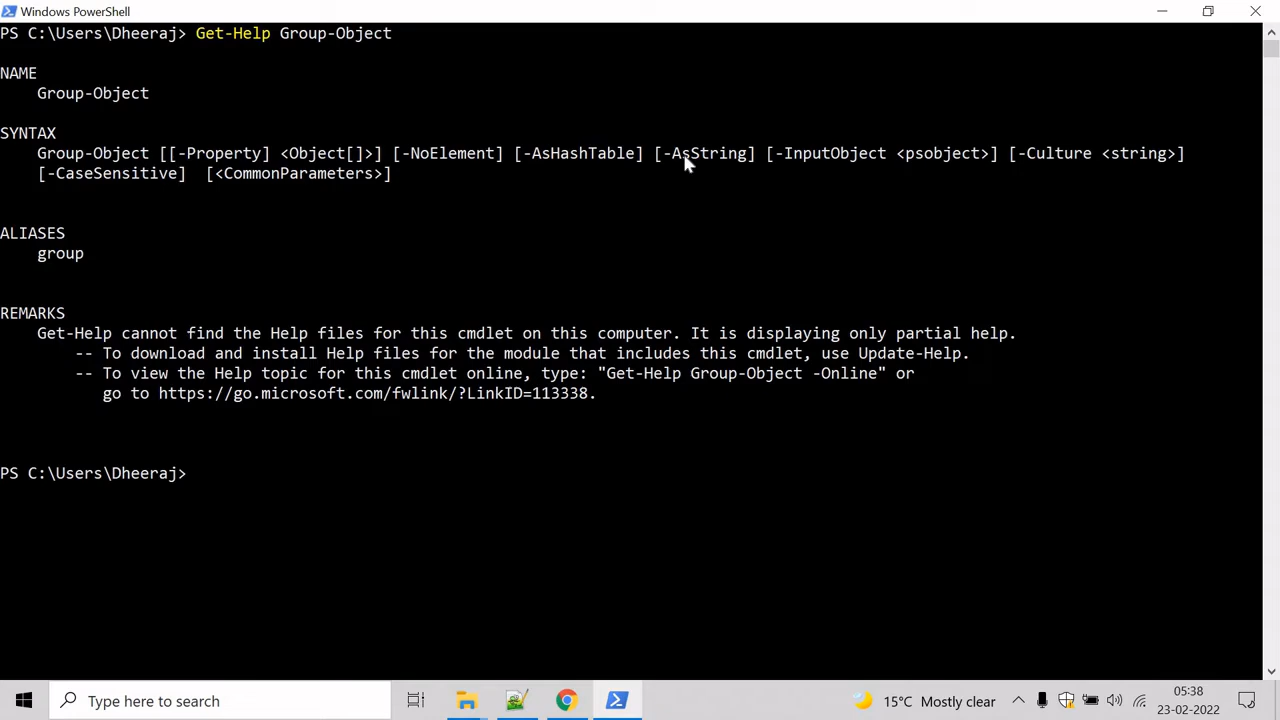 Windows PowerShell
PS C:\Users\Dheeraj> Get-Help Group-Object
NAME
Group-Object
SYNTAX
Group-Object [[-Property] <Object[]>] [-NoElement] [-AsHashTable] [-AsString] [-InputObject <psobject>] [-Culture <string>]
[-CaseSensitive]  [<CommonParameters>]
ALIASES
group
REMARKS
Get-Help cannot find the Help files for this cmdlet on this computer. It is displaying only partial help.
-- To download and install Help files for the module that includes this cmdlet, use Update-Help.
-- To view the Help topic for this cmdlet online, type: "Get-Help Group-Object -Online" or
go to https://go.microsoft.com/fwlink/?LinkID=113338.
PS C:\Users\Dheeraj>
Type here to search
15°C Mostly clear
05:38
23-02-2022